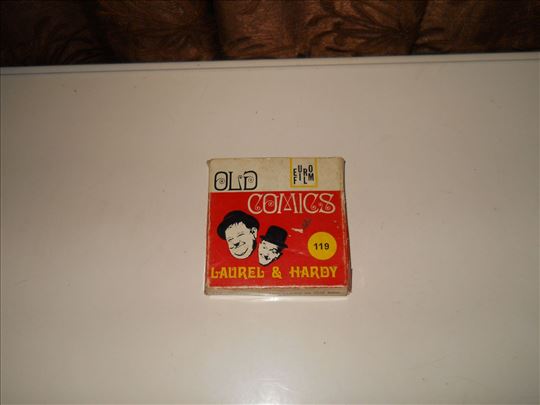 OLD
EURO
FILM
COMICS
119
LAUREL & HARDY